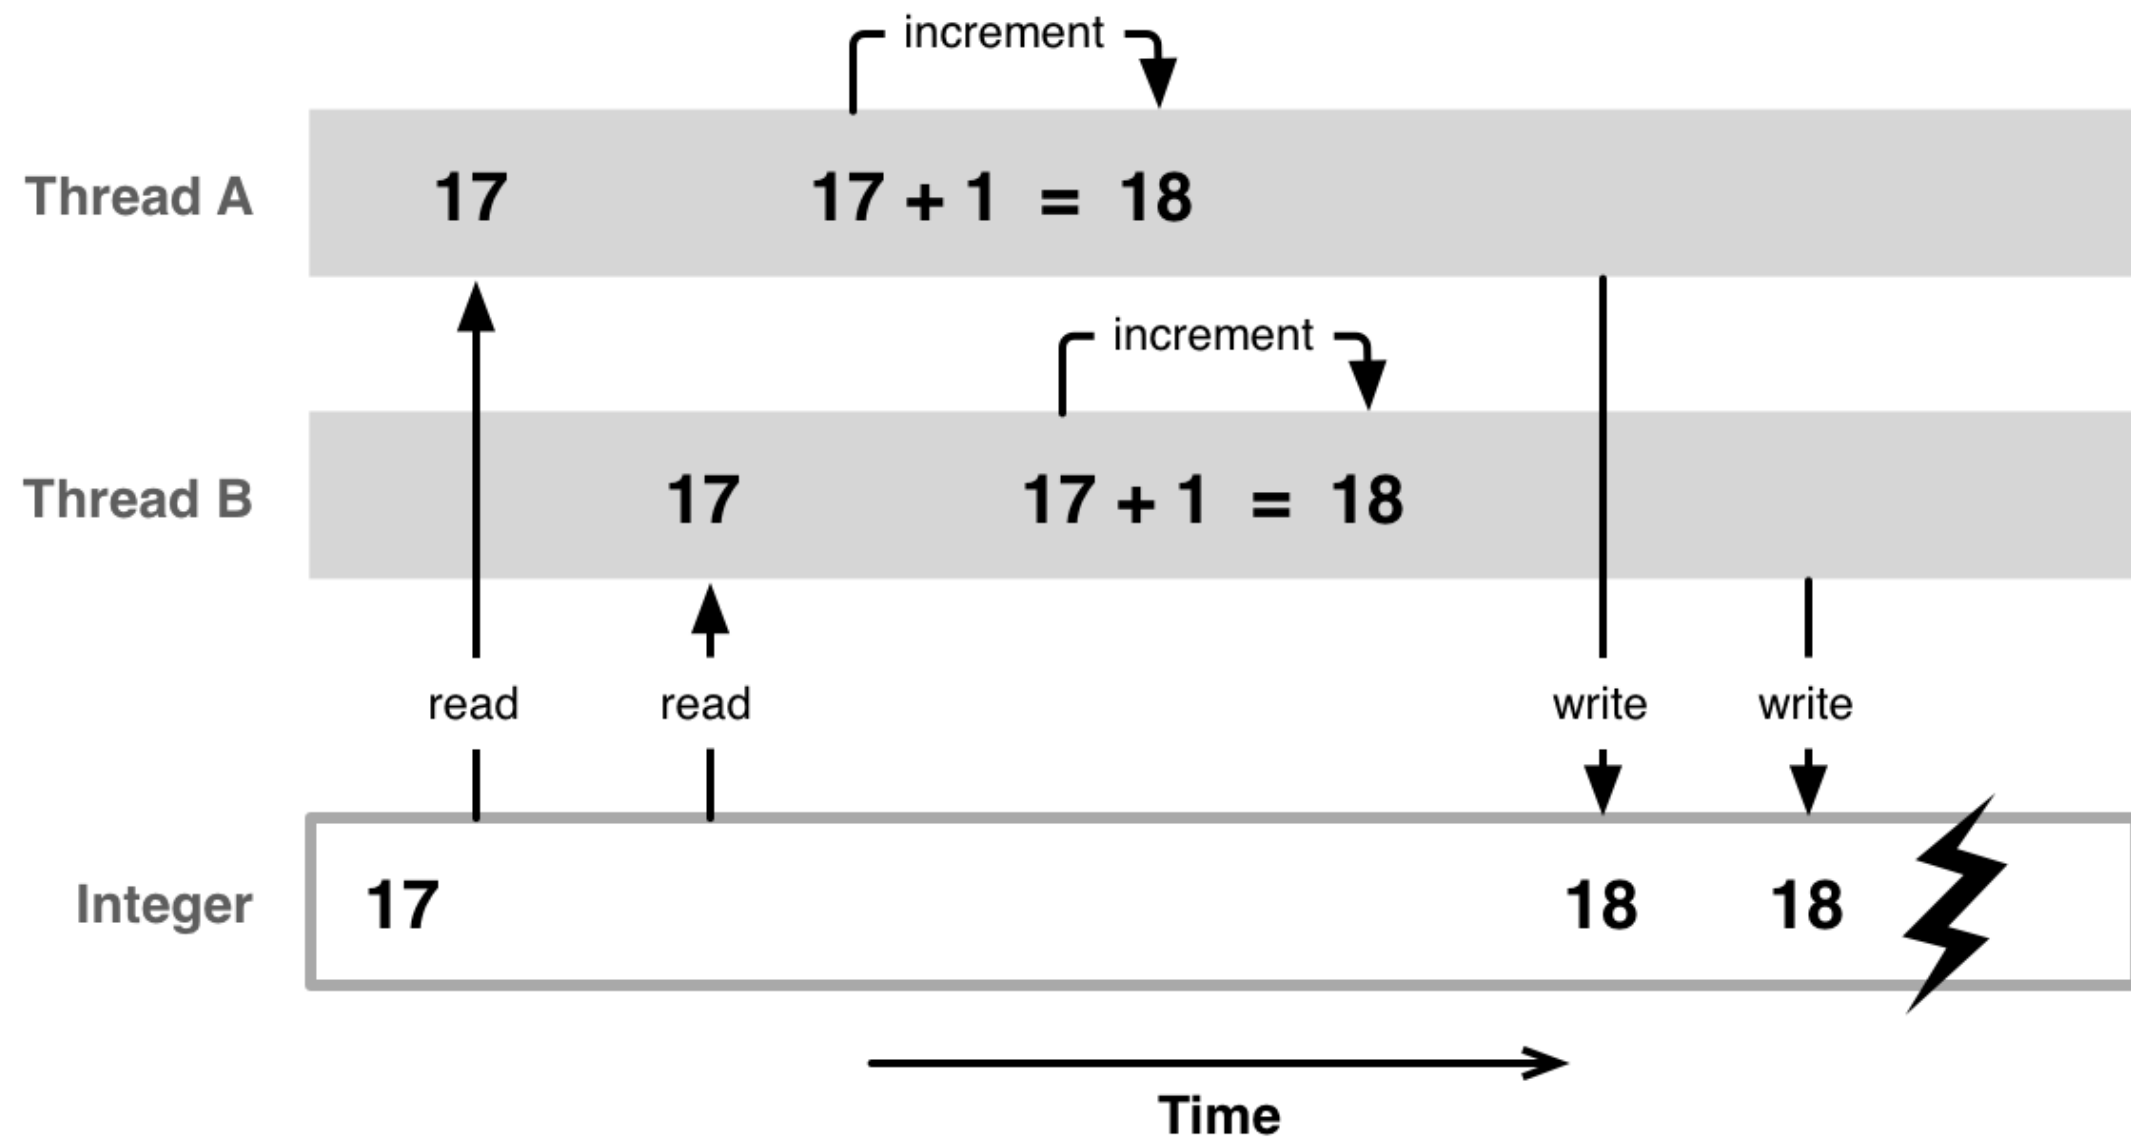 increment
Thread A 17 17 + 1 = 18
increment
Thread B 17 17 + 1 = 18
read read write write
Integer 17 18 18
Time